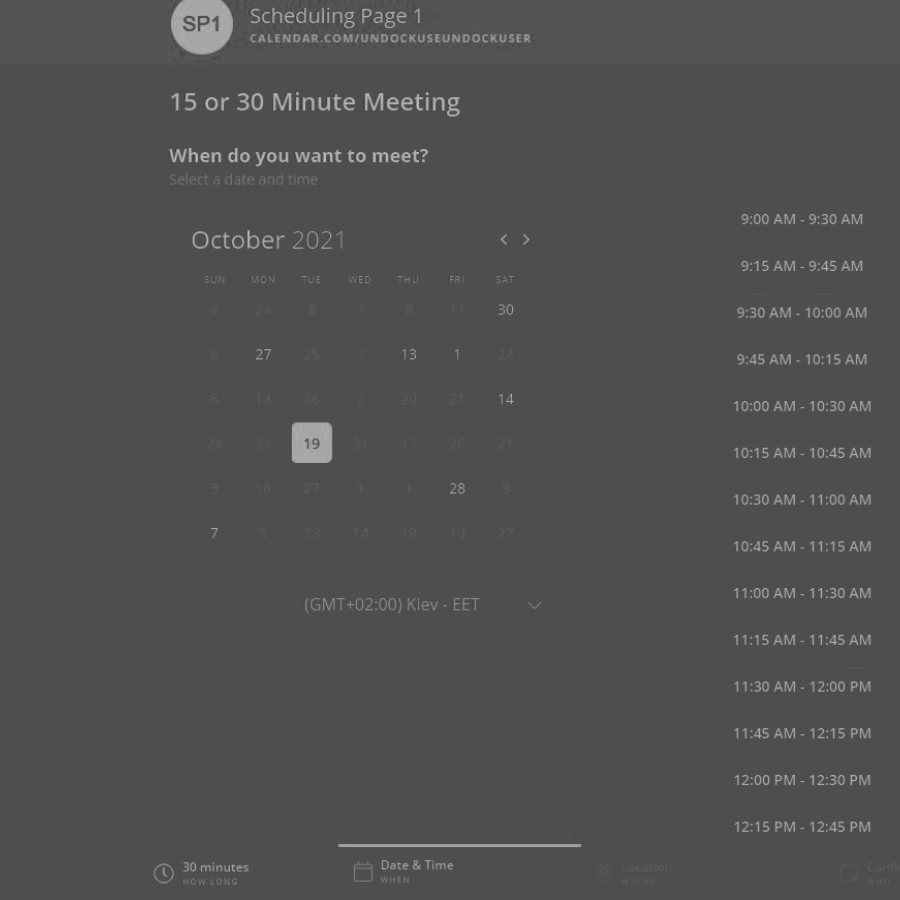 SP1
Scheduling Page 1
CALENDAR.COM/UNDOCKUSEUNDOCKUSER
15 or 30 Minute Meeting
When do you want to meet?
Select a date and time
October 2021
SUN MON TUE WED THU FRI SAT
4 24 8 7 8 11 30
6 27 25 7 13 1 24
6 13 26 2 20 21 14
24 31 19 31 17 26 21
3 18 27 1 1 28 3
7 5 23 14 19 10 27
(GMT+02:00) Kiev - EET
9:00 AM - 9:30 AM
9:15 AM - 9:45 AM
9:30 AM - 10:00 AM
9:45 AM - 10:15 AM
10:00 AM - 10:30 AM
10:15 AM - 10:45 AM
10:30 AM - 11:00 AM
10:45 AM - 11:15 AM
11:00 AM - 11:30 AM
11:15 AM - 11:45 AM
11:30 AM - 12:00 PM
11:45 AM - 12:15 PM
12:00 PM - 12:30 PM
12:15 PM - 12:45 PM
30 minutes
HOW LONG
Date & Time
WHEN
Location
WHERE
Confi
WHO